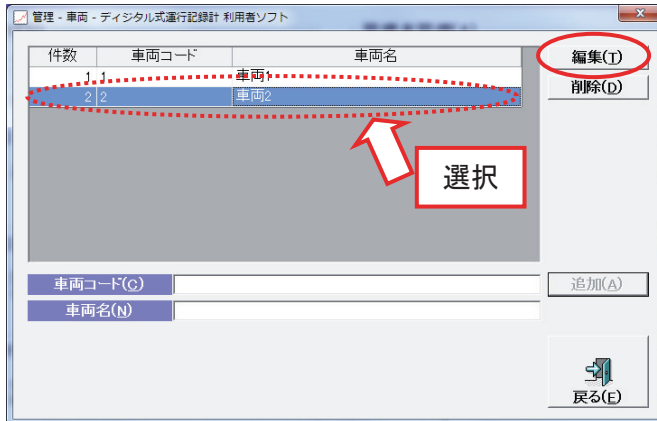 管理 - 車両 - ディジタル式運行記録計 利用者ソフト
件数 車両コード 車両名
1 1 車両1
2 2 車両2
編集(T)
削除(D)
選択
車両コード(C)
追加(A)
車両名(N)
戻る(E)